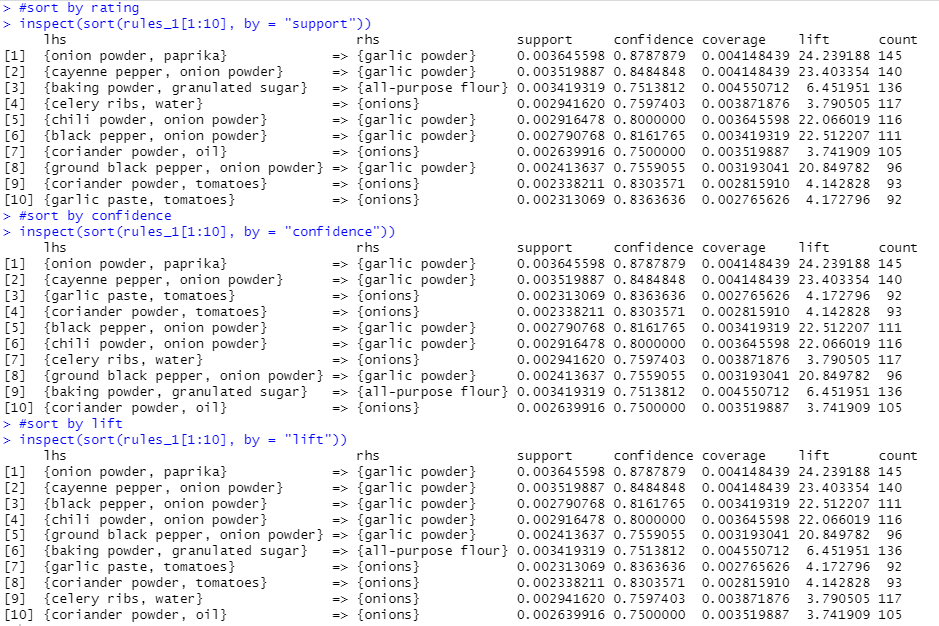 > #sort by rating
> inspect(sort(rules_1[1:10], by = "support"))
lhs rhs support confidence coverage lift count
[1] {onion powder, paprika} => {garlic powder} 0.003645598 0.8787879 0.004148439 24.239188 145
[2] {cayenne pepper, onion powder} => {garlic powder} 0.003519887 0.8484848 0.004148439 23.403354 140
[3] {baking powder, granulated sugar} => {all-purpose flour} 0.003419319 0.7513812 0.004550712 6.451951 136
[4] {celery ribs, water} => {onions} 0.002941620 0.7597403 0.003871876 3.790505 117
[5] {chili powder, onion powder} => {garlic powder} 0.002916478 0.8000000 0.003645598 22.066019 116
[6] {black pepper, onion powder} => {garlic powder} 0.002790768 0.8161765 0.003419319 22.512207 111
[7] {coriander powder, oil} => {onions} 0.002639916 0.7500000 0.003519887 3.741909 105
[8] {ground black pepper, onion powder} => {garlic powder} 0.002413637 0.7559055 0.003193041 20.849782 96
[9] {coriander powder, tomatoes} => {onions} 0.002338211 0.8303571 0.002815910 4.142828 93
[10] {garlic paste, tomatoes} => {onions} 0.002313069 0.8363636 0.002765626 4.172796 92
> #sort by confidence
> inspect(sort(rules_1[1:10], by = "confidence"))
lhs rhs support confidence coverage lift count
[1] {onion powder, paprika} => {garlic powder} 0.003645598 0.8787879 0.004148439 24.239188 145
[2] {cayenne pepper, onion powder} => {garlic powder} 0.003519887 0.8484848 0.004148439 23.403354 140
[3] {garlic paste, tomatoes} => {onions} 0.002313069 0.8363636 0.002765626 4.172796 92
[4] {coriander powder, tomatoes} => {onions} 0.002338211 0.8303571 0.002815910 4.142828 93
[5] {black pepper, onion powder} => {garlic powder} 0.002790768 0.8161765 0.003419319 22.512207 111
[6] {chili powder, onion powder} => {garlic powder} 0.002916478 0.8000000 0.003645598 22.066019 116
[7] {celery ribs, water} => {onions} 0.002941620 0.7597403 0.003871876 3.790505 117
[8] {ground black pepper, onion powder} => {garlic powder} 0.002413637 0.7559055 0.003193041 20.849782 96
[9] {baking powder, granulated sugar} => {all-purpose flour} 0.003419319 0.7513812 0.004550712 6.451951 136
[10] {coriander powder, oil} => {onions} 0.002639916 0.7500000 0.003519887 3.741909 105
> #sort by lift
> inspect(sort(rules_1[1:10], by = "lift"))
lhs rhs support confidence coverage lift count
[1] {onion powder, paprika} => {garlic powder} 0.003645598 0.8787879 0.004148439 24.239188 145
[2] {cayenne pepper, onion powder} => {garlic powder} 0.003519887 0.8484848 0.004148439 23.403354 140
[3] {black pepper, onion powder} => {garlic powder} 0.002790768 0.8161765 0.003419319 22.512207 111
[4] {chili powder, onion powder} => {garlic powder} 0.002916478 0.8000000 0.003645598 22.066019 116
[5] {ground black pepper, onion powder} => {garlic powder} 0.002413637 0.7559055 0.003193041 20.849782 96
[6] {baking powder, granulated sugar} => {all-purpose flour} 0.003419319 0.7513812 0.004550712 6.451951 136
[7] {garlic paste, tomatoes} => {onions} 0.002313069 0.8363636 0.002765626 4.172796 92
[8] {coriander powder, tomatoes} => {onions} 0.002338211 0.8303571 0.002815910 4.142828 93
[9] {celery ribs, water} => {onions} 0.002941620 0.7597403 0.003871876 3.790505 117
[10] {coriander powder, oil} => {onions} 0.002639916 0.7500000 0.003519887 3.741909 105